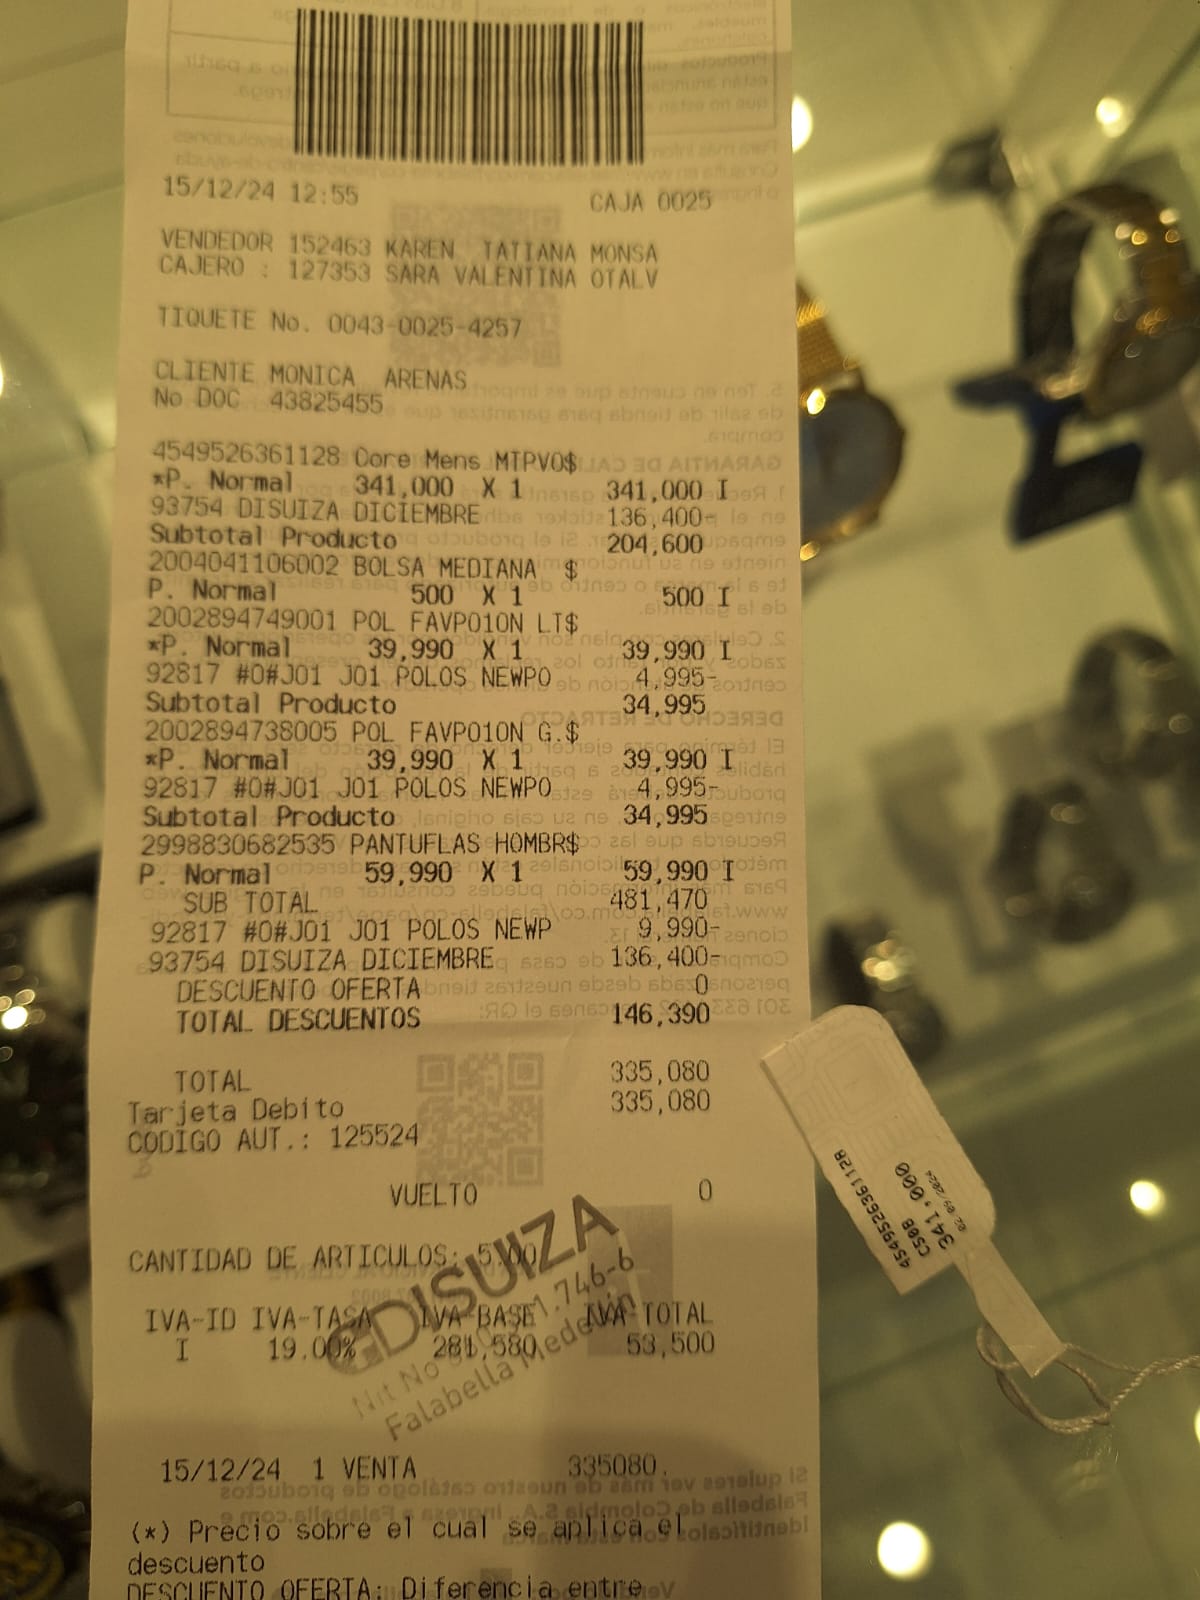 15/12/24 12:55 CAJA 0025
VENDEDOR 152463 KAREN TATIANA MONSA
CAJERO : 127353 SARA VALENTINA OTALV
TIQUETE No. 0043-0025-4257
CLIENTE MONICA ARENAS
No DOC 43825455
4549526361128 Core Mens MTPVO$
*P. Normal 341,000 X 1 341,000 I
93754 DISUIZA DICIEMBRE 136,400-
Subtotal Producto 204,600
2004041106002 BOLSA MEDIANA $
P. Normal 500 X 1 500 I
2002894749001 POL FAVPO1ON LT$
*P. Normal 39,990 X 1 39,990 I
92817 #0#J01 J01 POLOS NEWPO 4,995-
Subtotal Producto 34,995
2002894738005 POL FAVPO1ON G.$
*P. Normal 39,990 X 1 39,990 I
92817 #0#J01 J01 POLOS NEWPO 4,995-
Subtotal Producto 34,995
2998830682535 PANTUFLAS HOMBR$
P. Normal 59,990 X 1 59,990 I
SUB TOTAL 481,470
92817 #0#J01 J01 POLOS NEWP 9,990-
93754 DISUIZA DICIEMBRE 136,400-
DESCUENTO OFERTA 0
TOTAL DESCUENTOS 146,390
TOTAL 335,080
Tarjeta Debito 335,080
CODIGO AUT.: 125524
VUELTO 0
CANTIDAD DE ARTICULOS: 5.00
IVA-ID IVA-TASA IVA-BASE IVA-TOTAL
I 19.00% 281,580 53,500
DISUIZA
Nit No
Falabella Medellin
15/12/24 1 VENTA 335080.
(*) Precio sobre el cual se aplica el
descuento
DESCUENTO OFERTA: Diferencia entre
4549526361128
C50B
341.000
02/09/2024